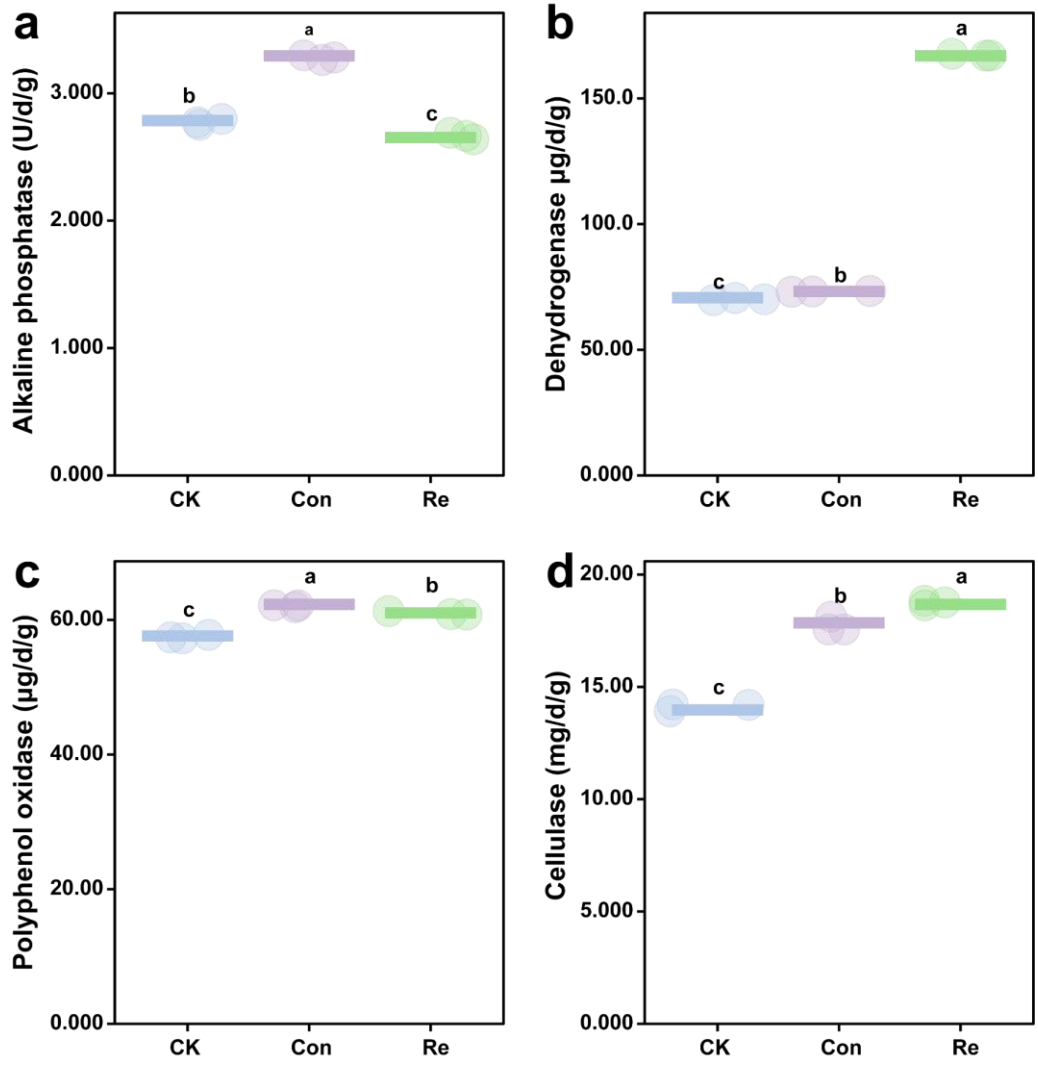 a
Alkaline phosphatase (U/d/g)
3.000
2.000
1.000
0.000
b
a
c
CK Con Re
b
Dehydrogenase µg/d/g)
150.0
100.0
50.00
0.000
c
b
a
CK Con Re
c
Polyphenol oxidase (µg/d/g)
60.00
40.00
20.00
0.000
c
a
b
CK Con Re
d
Cellulase (mg/d/g)
20.00
15.00
10.00
5.000
0.000
c
b
a
CK Con Re